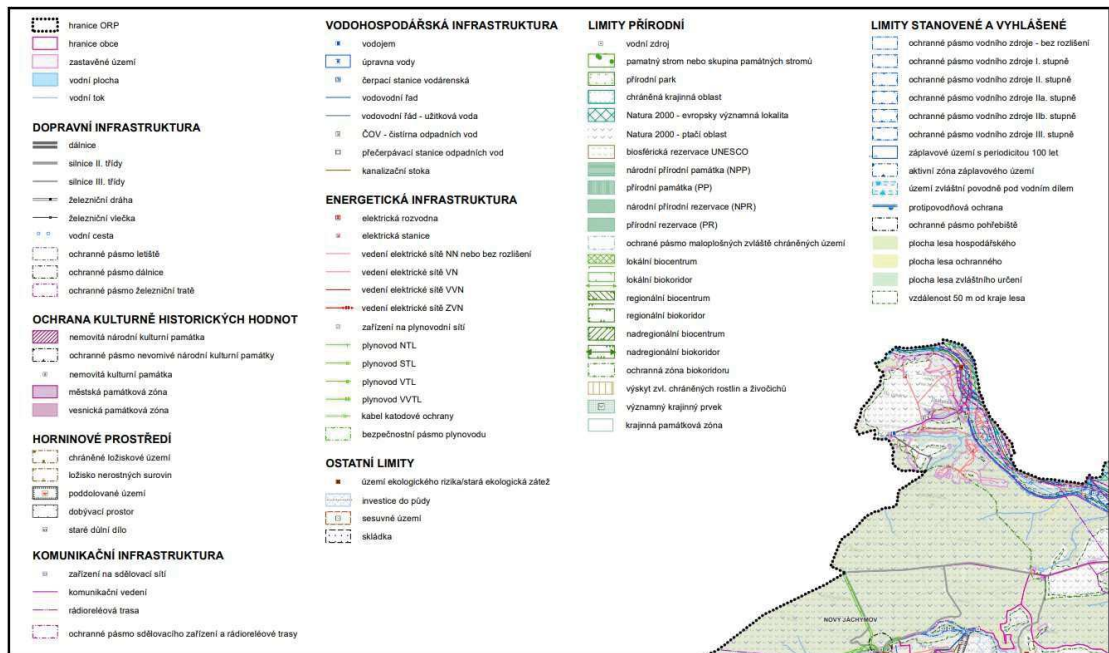 hranice ORP
hranice obce
zastavěné území
vodní plocha
vodní tok
DOPRAVNÍ INFRASTRUKTURA
dálnice
silnice II. třídy
silnice III. třídy
železniční dráha
železniční vlečka
vodní cesta
ochranné pásmo letiště
ochranné pásmo dálnice
ochranné pásmo železniční tratě
OCHRANA KULTURNĚ HISTORICKÝCH HODNOT
nemovitá národní kulturní památka
ochranné pásmo nevomivé národní kulturní památky
nemovitá kulturní památka
městská památková zóna
vesnická památková zóna
HORNINOVÉ PROSTŘEDÍ
chráněné ložiskové území
ložisko nerostných surovin
poddolované území
dobývací prostor
staré důlní dílo
KOMUNIKAČNÍ INFRASTRUKTURA
zařízení na sdělovací sítí
komunikační vedení
rádioreléová trasa
ochranné pásmo sdělovacího zařízení a rádioreléové trasy
VODOHOSPODÁŘSKÁ INFRASTRUKTURA
vodojem
úpravna vody
čerpací stanice vodárenská
vodovodní řad
vodovodní řád - užitková voda
ČOV - čistírna odpadních vod
přečerpávací stanice odpadních vod
kanalizační stoka
ENERGETICKÁ INFRASTRUKTURA
elektrická rozvodna
elektrická stanice
vedení elektrické sítě NN nebo bez rozlišení
vedení elektrické sítě VN
vedení elektrické sítě VVN
vedení elektrické sítě ZVN
zařízení na plynovodní sítí
plynovod NTL
plynovod STL
plynovod VTL
plynovod VVTL
kabel katodové ochrany
bezpečnostní pásmo plynovodu
OSTATNÍ LIMITY
území ekologického rizika/stará ekologická zátěž
investice do půdy
sesuvné území
skládka
LIMITY PŘÍRODNÍ
vodní zdroj
památný strom nebo skupina památných stromů
přírodní park
chráněná krajinná oblast
Natura 2000 - evropsky významná lokalita
Natura 2000 - ptačí oblast
biosférická rezervace UNESCO
národní přírodní památka (NPP)
přírodní památka (PP)
národní přírodní rezervace (NPR)
přírodní rezervace (PR)
ochrané pásmo maloplošných zvláště chráněných území
lokální biocentrum
lokální biokoridor
regionální biocentrum
regionální biokoridor
nadregionální biocentrum
nadregionální biokoridor
ochranná zóna biokoridoru
výskyt zvl. chráněných rostlin a živočichů
významný krajinný prvek
krajinná památková zóna
LIMITY STANOVENÉ A VYHLÁŠENÉ
ochranné pásmo vodního zdroje - bez rozlišení
ochranné pásmo vodního zdroje I. stupně
ochranné pásmo vodního zdroje II. stupně
ochranné pásmo vodního zdroje IIa. stupně
ochranné pásmo vodního zdroje IIb. stupně
ochranné pásmo vodního zdroje III. stupně
záplavové území s periodicitou 100 let
aktivní zóna záplavového území
území zvláštní povodně pod vodním dílem
protipovodňová ochrana
ochranné pásmo pohřebiště
plocha lesa hospodářského
plocha lesa ochranného
plocha lesa zvláštního určení
vzdálenost 50 m od kraje lesa
NOVÝ JÁCHYMOV